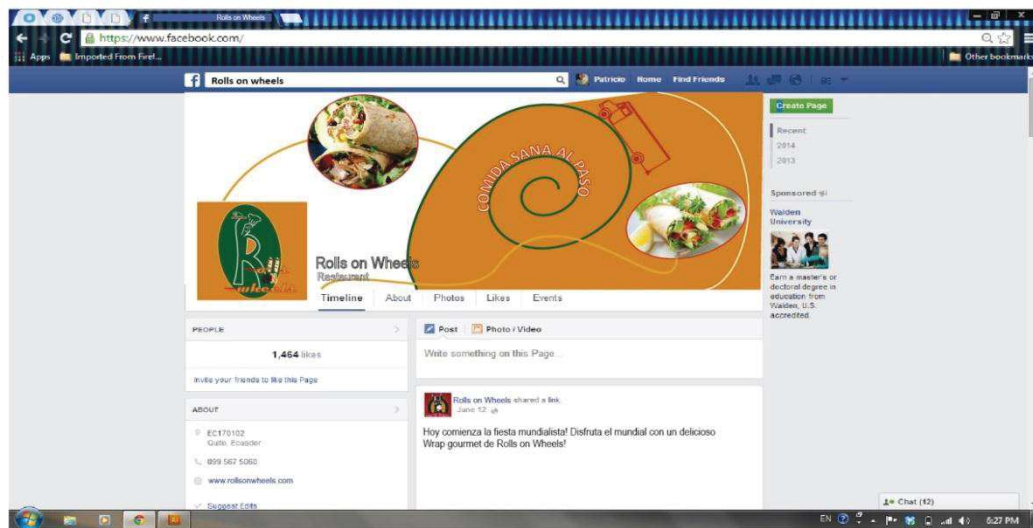 Rolls on Wheels
https://www.facebook.com/
Apps Imported From Firef...
Other bookmarks
Rolls on wheels
Patricio Home Find Friends
Create Page
Recent
2014
2013
COMIDA SANA AL PASO
Sponsored
Walden
University
Earn a master's or
doctoral degree in
education from
Walden, U.S.
accredited.
Rolls on Wheels
Restaurant
Timeline About Photos Likes Events
PEOPLE
1,464 likes
Invite your friends to like this Page
ABOUT
EC170102
Quito, Ecuador
099 567 5068
www.rollsonwheels.com
Suggest Edits
Post Photo / Video
Write something on this Page...
Rolls on Wheels shared a link.
June 12
Hoy comienza la fiesta mundialista! Disfruta el mundial con un delicioso
Wrap gourmet de Rolls on Wheels!
Chat (12)
EN 6:27 PM